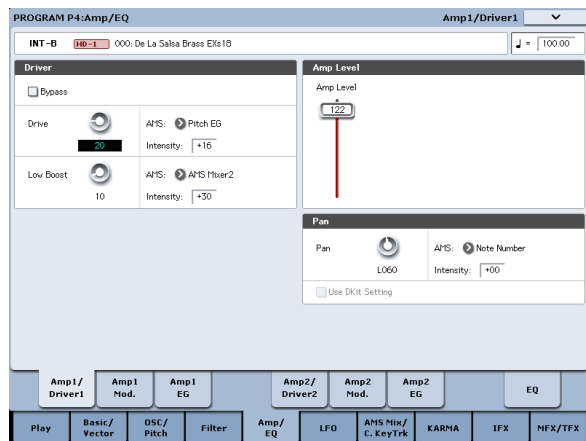 PROGRAM P4:Amp/EQ
Amp1/Driver1
INT-B HD-1 000: De La Salsa Brass EXs18
♩ = 100.00
Driver
Bypass
Drive
20
AMS: Pitch EG
Intensity: +16
Low Boost
10
AMS: AMS Mixer2
Intensity: +30
Amp Level
Amp Level
122
Pan
Pan
L060
AMS: Note Number
Intensity: +00
Use DKit Setting
Amp1/
Driver1
Amp1
Mod.
Amp1
EG
Amp2/
Driver2
Amp2
Mod.
Amp2
EG
EQ
Play
Basic/
Vector
OSC/
Pitch
Filter
Amp/
EQ
LFO
AMS Mix/
C. KeyTrk
KARMA
IFX
MFX/TFX